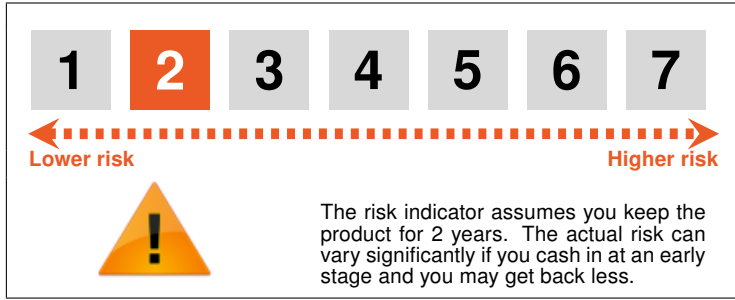 1 2 3 4 5 6 7
Lower risk Higher risk
The risk indicator assumes you keep the
product for 2 years. The actual risk can
vary significantly if you cash in at an early
stage and you may get back less.